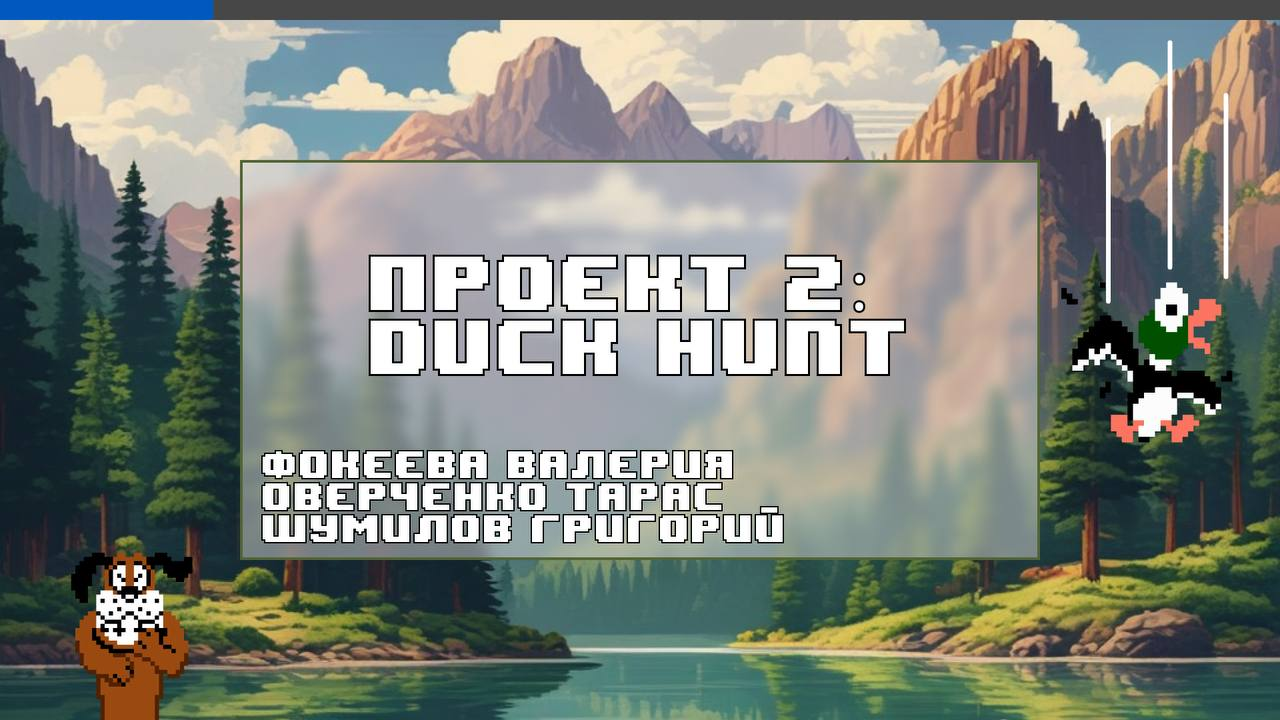 ПРОЕКТ 2:
DUCK HUNT
ФОКЕЕВА ВАЛЕРИЯ
ОВЕРЧЕНКО ТАРАС
ШУМИЛОВ ГРИГОРИЙ